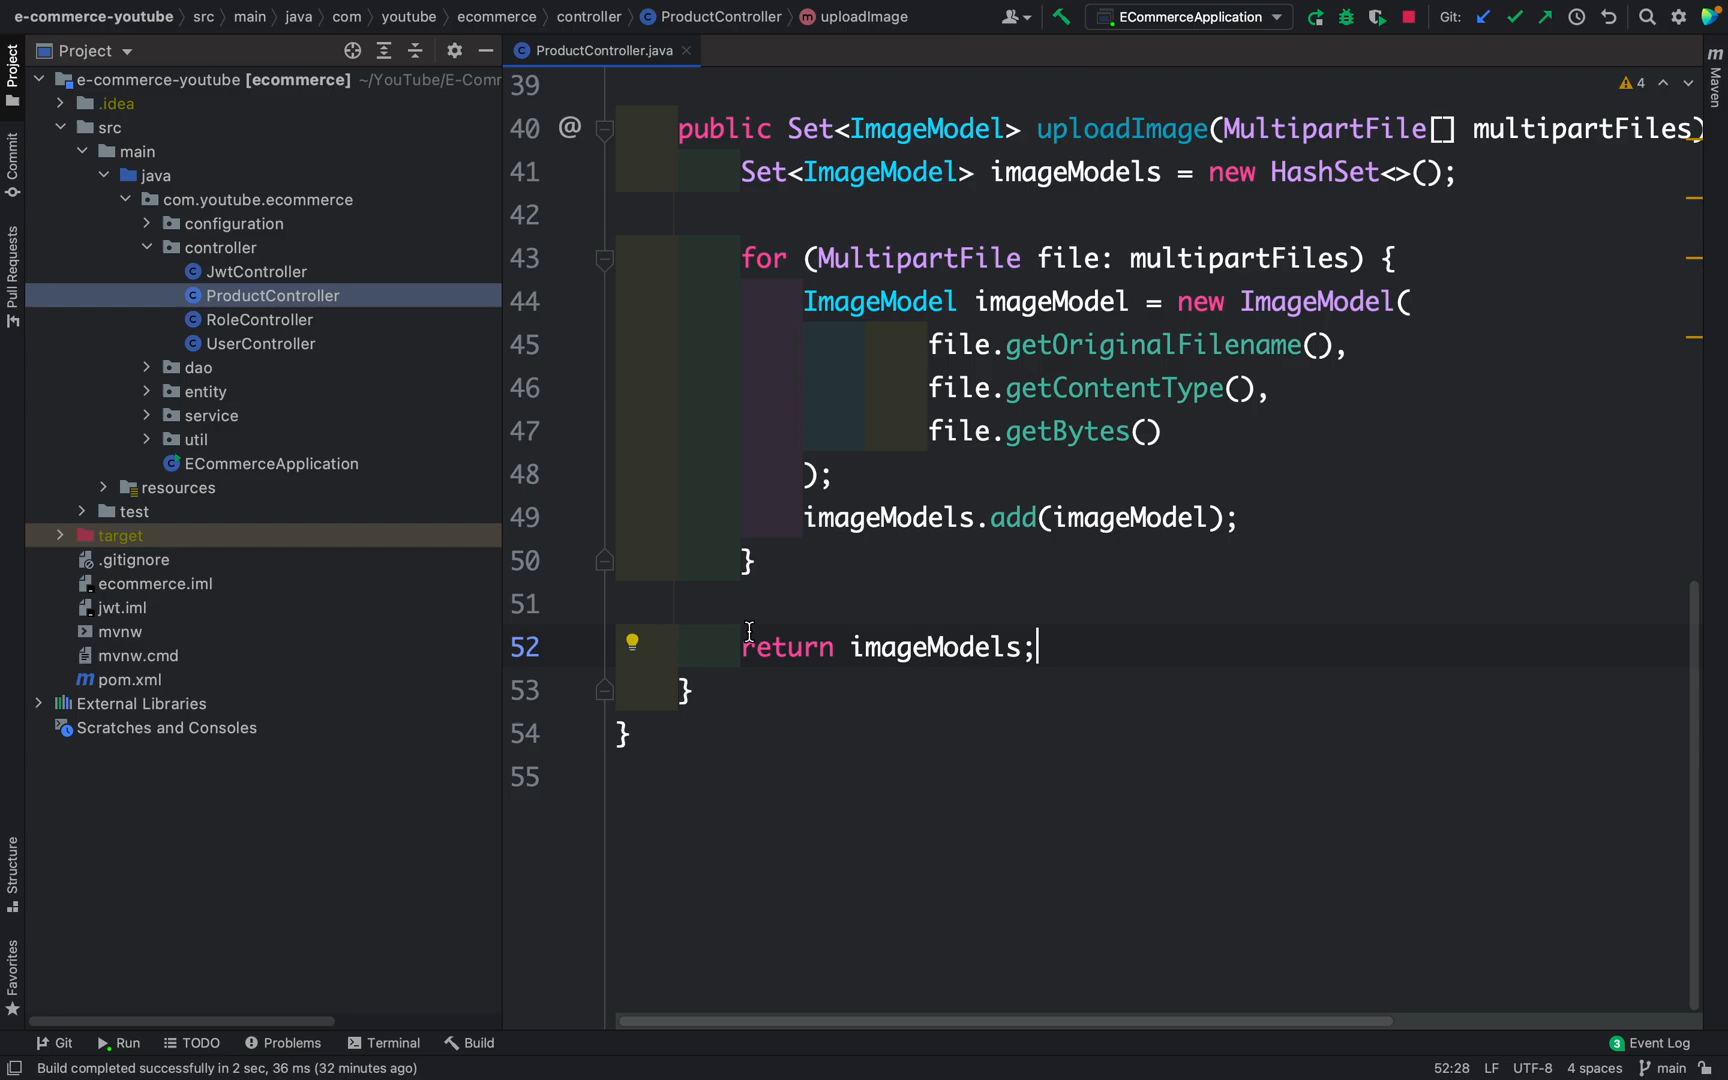 e-commerce-youtube > src > main > java > com > youtube > ecommerce > controller > ProductController > uploadImage
ECommerceApplication
Git:
Project
ProductController.java
Project
Commit
Pull Requests
Structure
Favorites
Maven
e-commerce-youtube [ecommerce] ~/YouTube/E-Comm
.idea
src
main
java
com.youtube.ecommerce
configuration
controller
JwtController
ProductController
RoleController
UserController
dao
entity
service
util
ECommerceApplication
resources
test
target
.gitignore
ecommerce.iml
jwt.iml
mvnw
mvnw.cmd
pom.xml
External Libraries
Scratches and Consoles
4
39
40 @ public Set<ImageModel> uploadImage(MultipartFile[] multipartFiles)
41 Set<ImageModel> imageModels = new HashSet<>();
42
43 for (MultipartFile file: multipartFiles) {
44 ImageModel imageModel = new ImageModel(
45 file.getOriginalFilename(),
46 file.getContentType(),
47 file.getBytes()
48 );
49 imageModels.add(imageModel);
50 }
51
52 return imageModels;
53 }
54 }
55
Git Run TODO Problems Terminal Build
3 Event Log
Build completed successfully in 2 sec, 36 ms (32 minutes ago)
52:28 LF UTF-8 4 spaces main